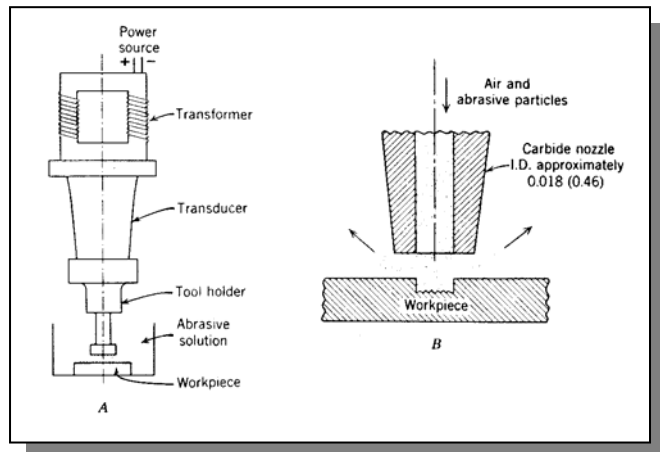 Power
source
+ −
Transformer
Transducer
Tool holder
Abrasive
solution
Workpiece
A
Air and
abrasive particles
Carbide nozzle
I.D. approximately
0.018 (0.46)
Workpiece
B